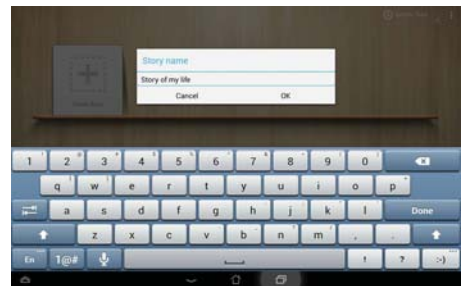 Story name
Story of my life
Cancel OK
1 2 3 4 5 6 7 8 9 0
q w e r t y u i o p
a s d f g h j k l Done
z x c v b n m , .
En 1@# ! ? :-)